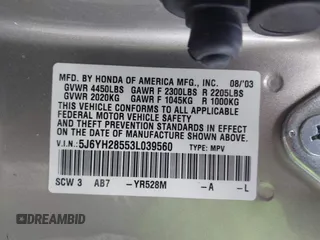 MFD. BY HONDA OF AMERICA MFG., INC. 08/'03
GVWR 4450LBS GAWR F 2300LBS R 2205LBS
GVWR 2020KG GAWR F 1045KG R 1000KG
THIS VEHICLE CONFORMS TO ALL APPLICABLE
FEDERAL MOTOR VEHICLE SAFETY AND
THEFT PREVENTION STANDARDS IN EFFECT ON
THE DATE OF MANUFACTURE SHOWN ABOVE.
V.I.N.: 5J6YH28553L039560 TYPE: MPV
SCW 3 AB7 -YR528M -A -L
DREAMBID